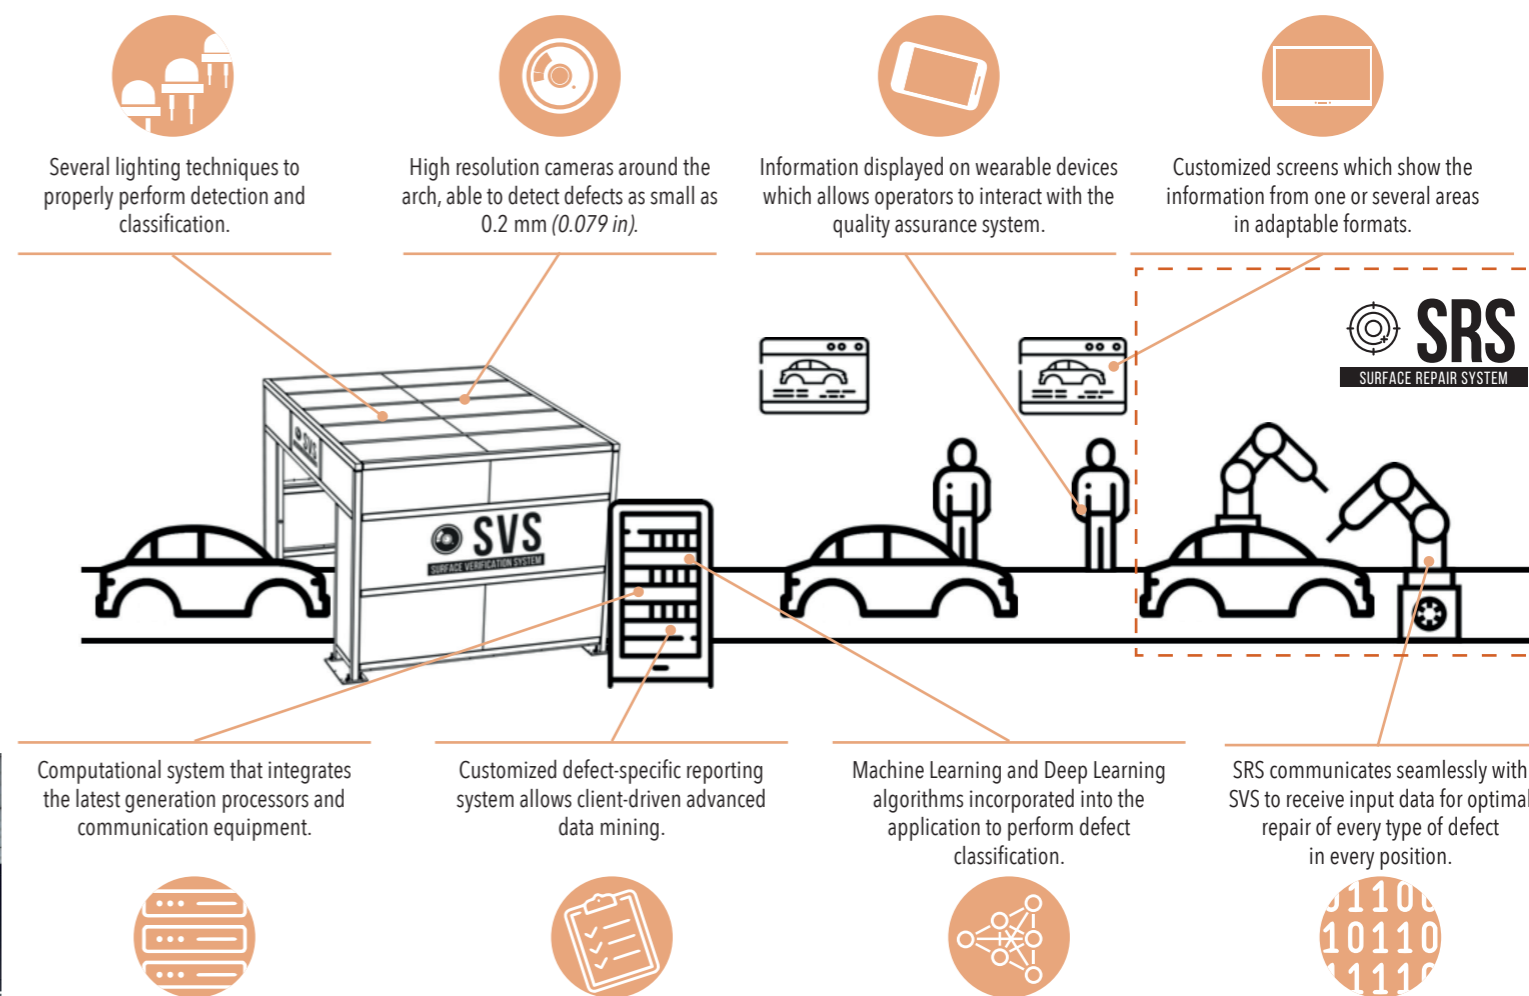 Several lighting techniques to
properly perform detection and
classification.
High resolution cameras around the
arch, able to detect defects as small as
0.2 mm (0.079 in).
Information displayed on wearable devices
which allows operators to interact with the
quality assurance system.
Customized screens which show the
information from one or several areas
in adaptable formats.
SRS
SURFACE REPAIR SYSTEM
SVS
SVS
SURFACE VERIFICATION SYSTEM
Computational system that integrates
the latest generation processors and
communication equipment.
Customized defect-specific reporting
system allows client-driven advanced
data mining.
Machine Learning and Deep Learning
algorithms incorporated into the
application to perform defect
classification.
SRS communicates seamlessly with
SVS to receive input data for optimal
repair of every type of defect
in every position.
01100
10110
11110